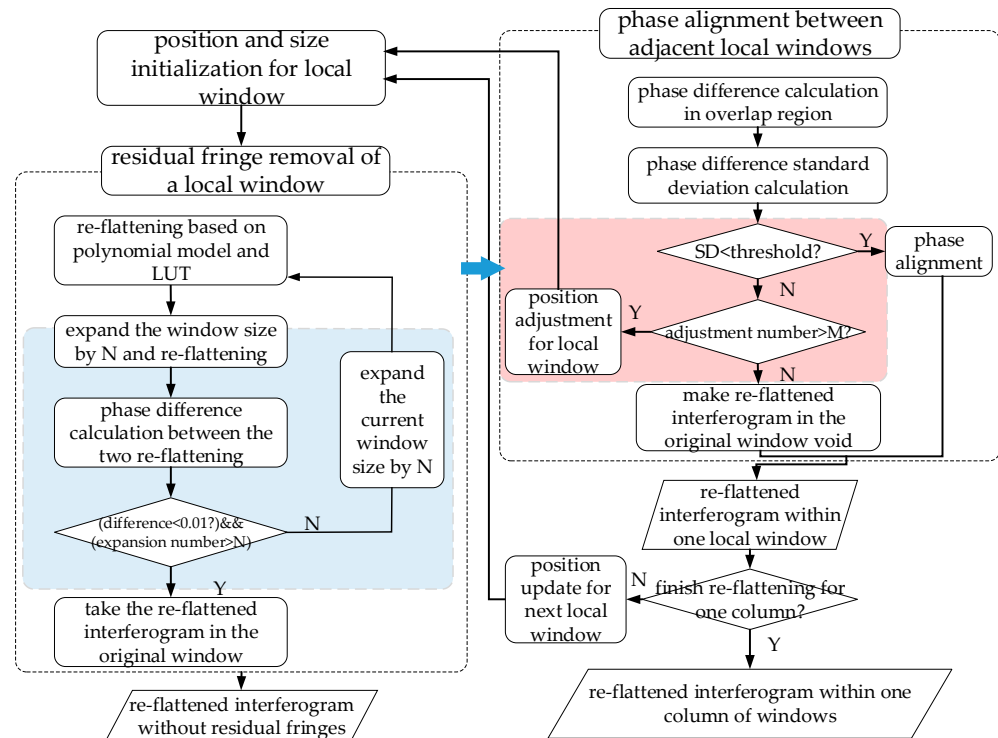 position and size
initialization for local
window
residual fringe removal of
a local window
re-flattening based on
polynomial model and
LUT
expand the window size
by N and re-flattening
phase difference
calculation between the
two re-flattening
expand
the
current
window
size by N
(difference<0.01?)&&
(expansion number>N)
N
Y
take the re-flattened
interferogram in the
original window
re-flattened interferogram
without residual fringes
phase alignment between
adjacent local windows
phase difference calculation
in overlap region
phase difference standard
deviation calculation
SD<threshold?
Y
phase
alignment
N
position
adjustment
for local
window
Y
adjustment number>M?
N
make re-flattened
interferogram in the
original window void
re-flattened
interferogram within
one local window
position
update for
next local
window
N
finish re-flattening for
one column?
Y
re-flattened interferogram within one
column of windows